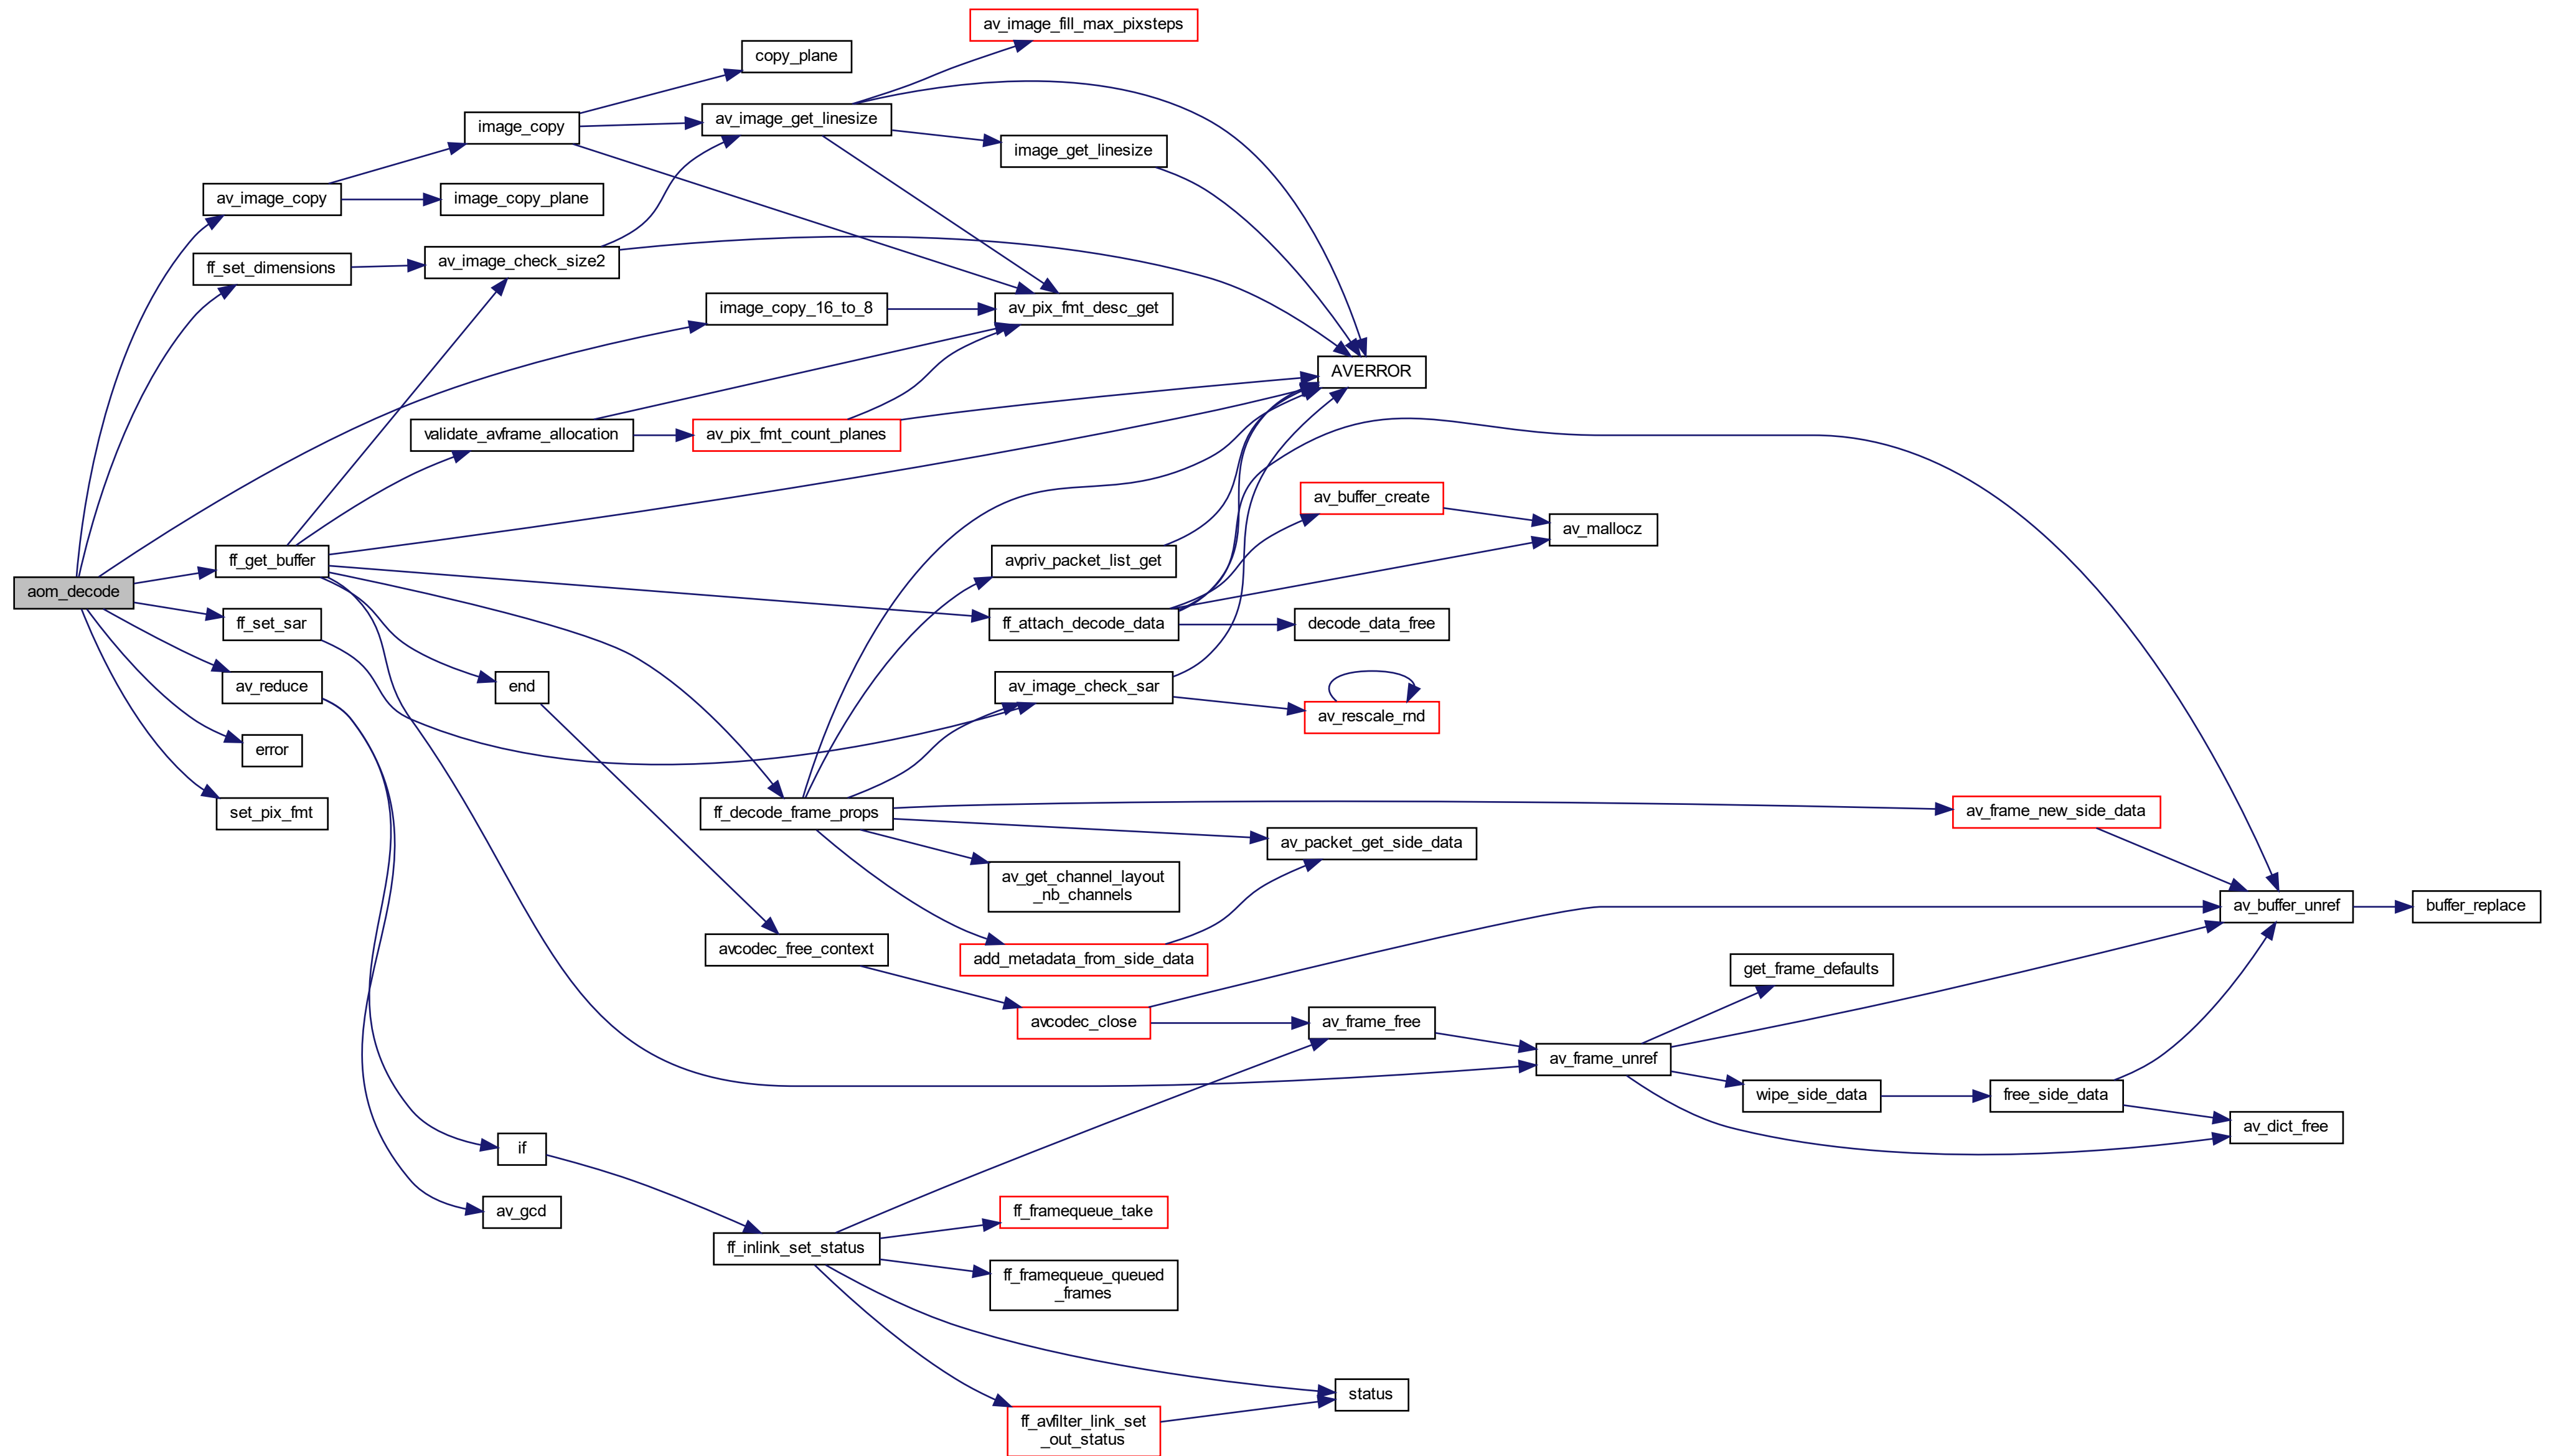 av_image_fill_max_pixsteps
copy_plane
av_image_get_linesize
image_copy
image_get_linesize
av_image_copy
image_copy_plane
av_image_check_size2
ff_set_dimensions
image_copy_16_to_8
av_pix_fmt_desc_get
AVERROR
validate_avframe_allocation
av_pix_fmt_count_planes
av_buffer_create
av_mallocz
ff_get_buffer
avpriv_packet_list_get
aom_decode
ff_set_sar
ff_attach_decode_data
decode_data_free
av_reduce
end
av_image_check_sar
av_rescale_rnd
error
set_pix_fmt
ff_decode_frame_props
av_frame_new_side_data
av_packet_get_side_data
av_get_channel_layout
_nb_channels
av_buffer_unref
buffer_replace
avcodec_free_context
add_metadata_from_side_data
get_frame_defaults
avcodec_close
av_frame_free
av_frame_unref
wipe_side_data
free_side_data
av_dict_free
if
av_gcd
ff_framequeue_take
ff_inlink_set_status
ff_framequeue_queued
_frames
status
ff_avfilter_link_set
_out_status